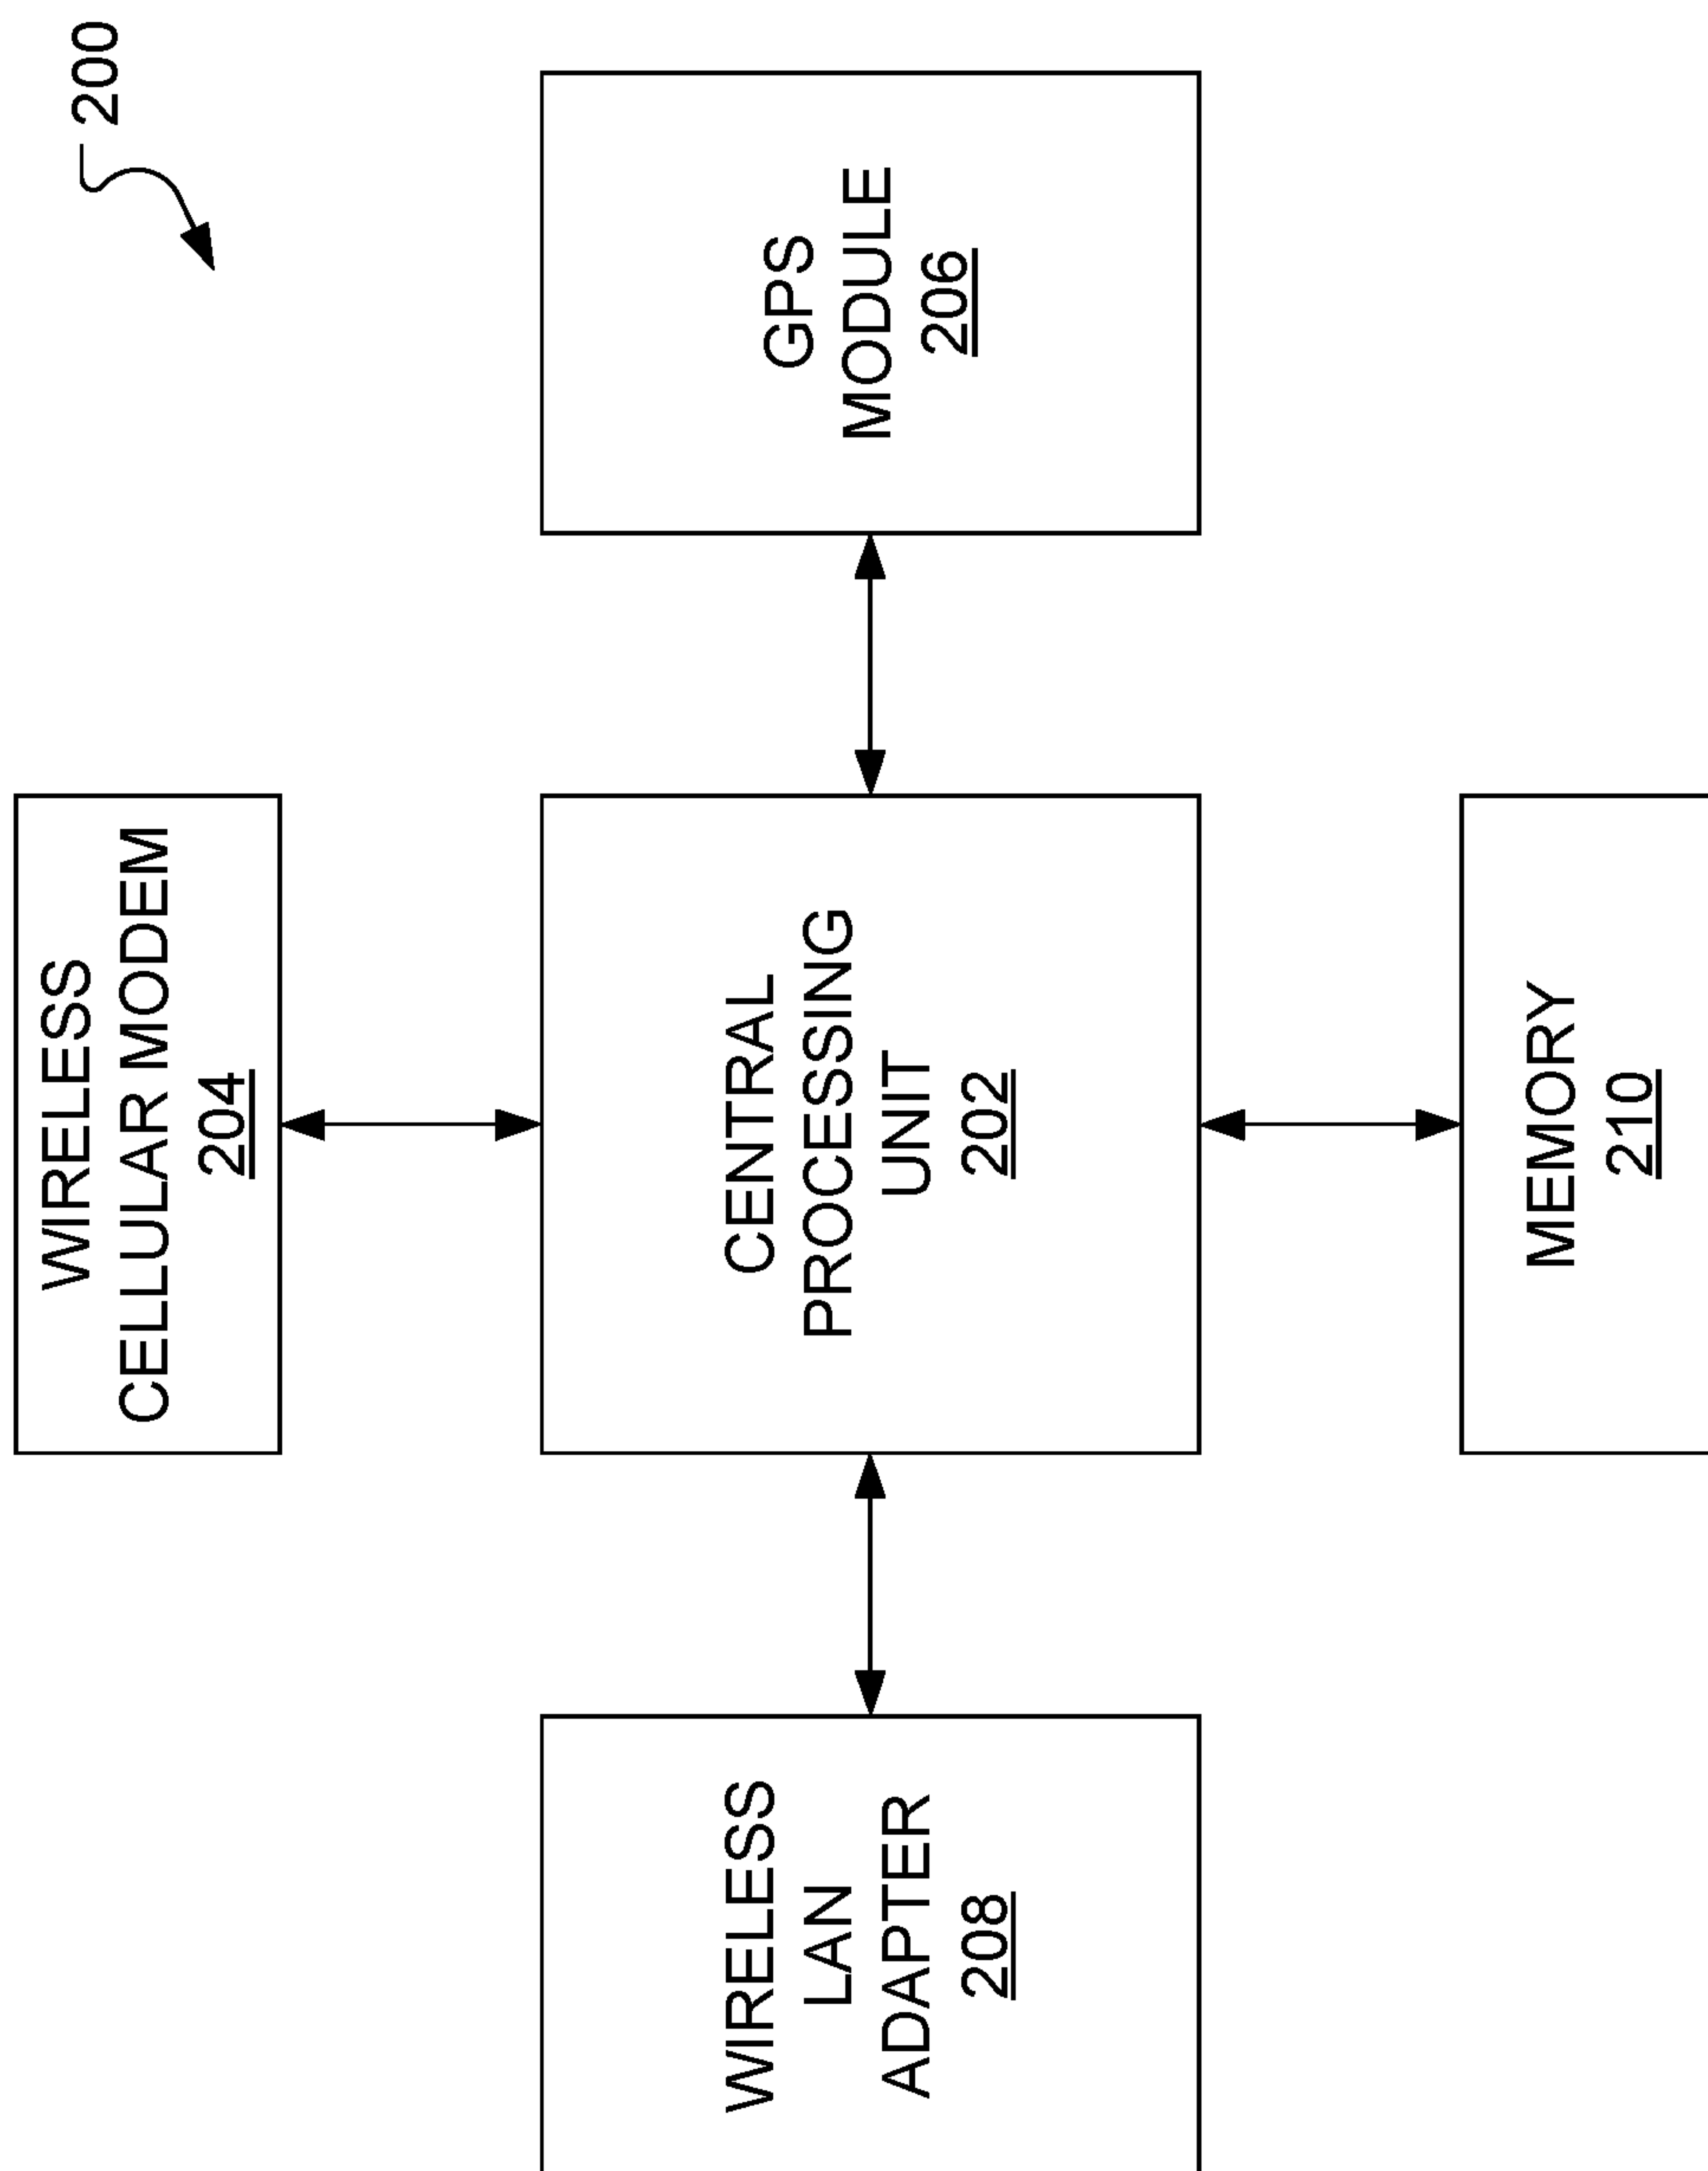 200
WIRELESS
CELLULAR MODEM
204
WIRELESS
LAN
ADAPTER
208
CENTRAL
PROCESSING
UNIT
202
GPS
MODULE
206
MEMORY
210